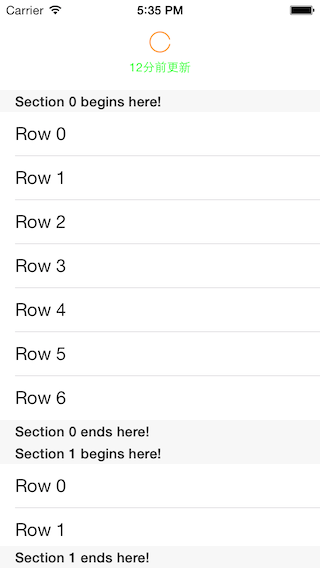 Carrier 5:35 PM
12分前更新
Section 0 begins here!
Row 0
Row 1
Row 2
Row 3
Row 4
Row 5
Row 6
Section 0 ends here!
Section 1 begins here!
Row 0
Row 1
Section 1 ends here!